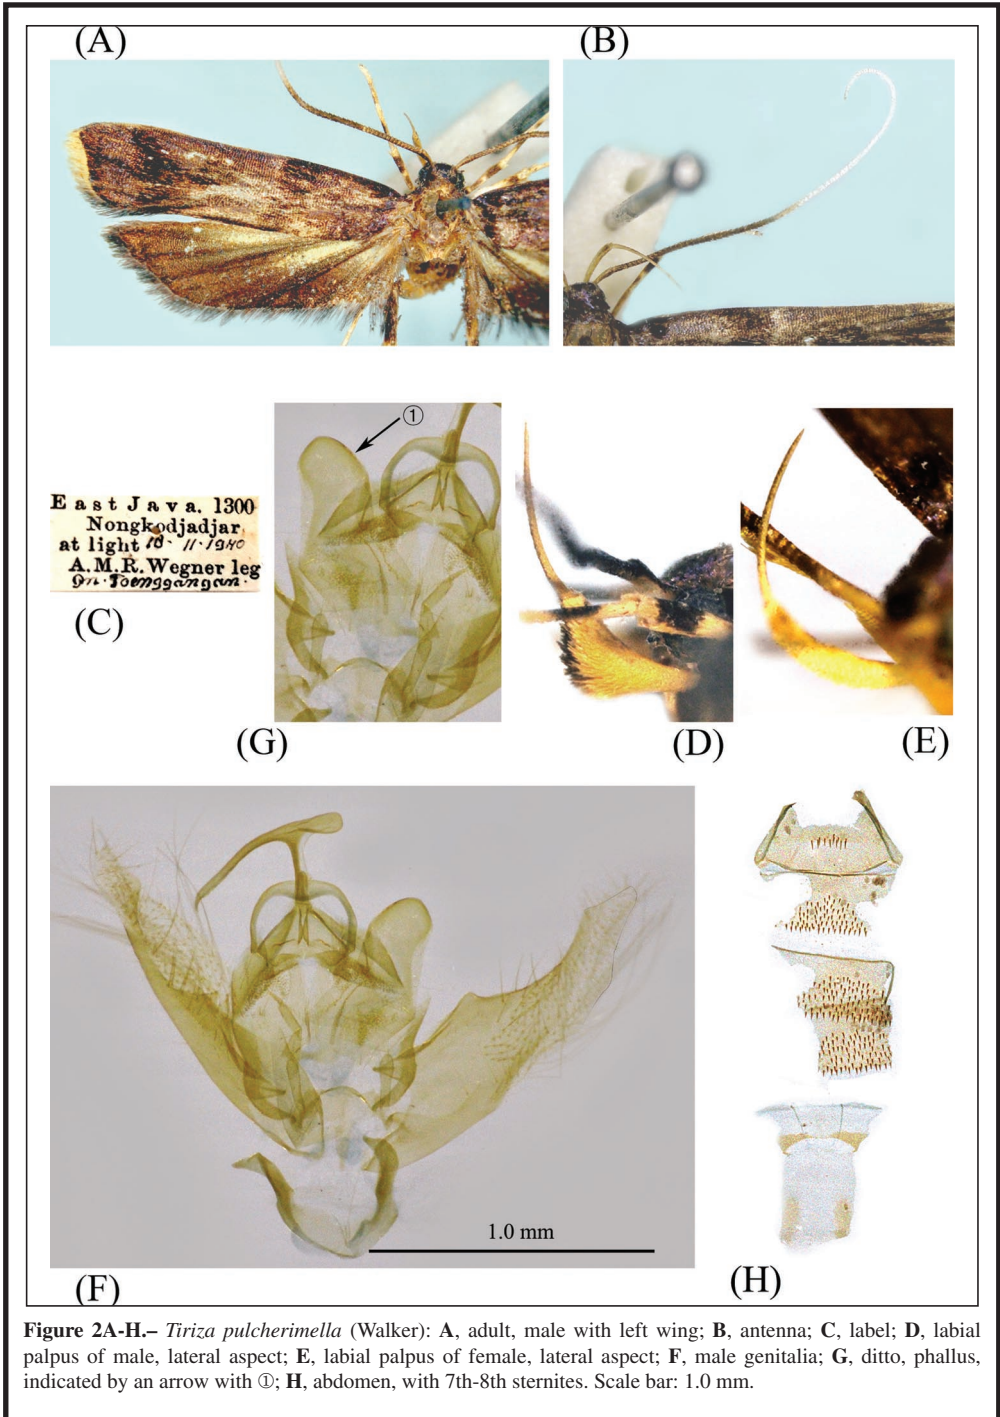 (A)
(B)
①
East Java. 1300
Nongkodjadjar
at light 10 · 11 · 1940
A.M.R. Wegner leg
Gn. Toenggangan.
(C)
(G)
(D)
(E)
1.0 mm
(F)
(H)
Figure 2A-H.– Tiriza pulcherimella (Walker): A, adult, male with left wing; B, antenna; C, label; D, labial
palpus of male, lateral aspect; E, labial palpus of female, lateral aspect; F, male genitalia; G, ditto, phallus,
indicated by an arrow with ①; H, abdomen, with 7th-8th sternites. Scale bar: 1.0 mm.